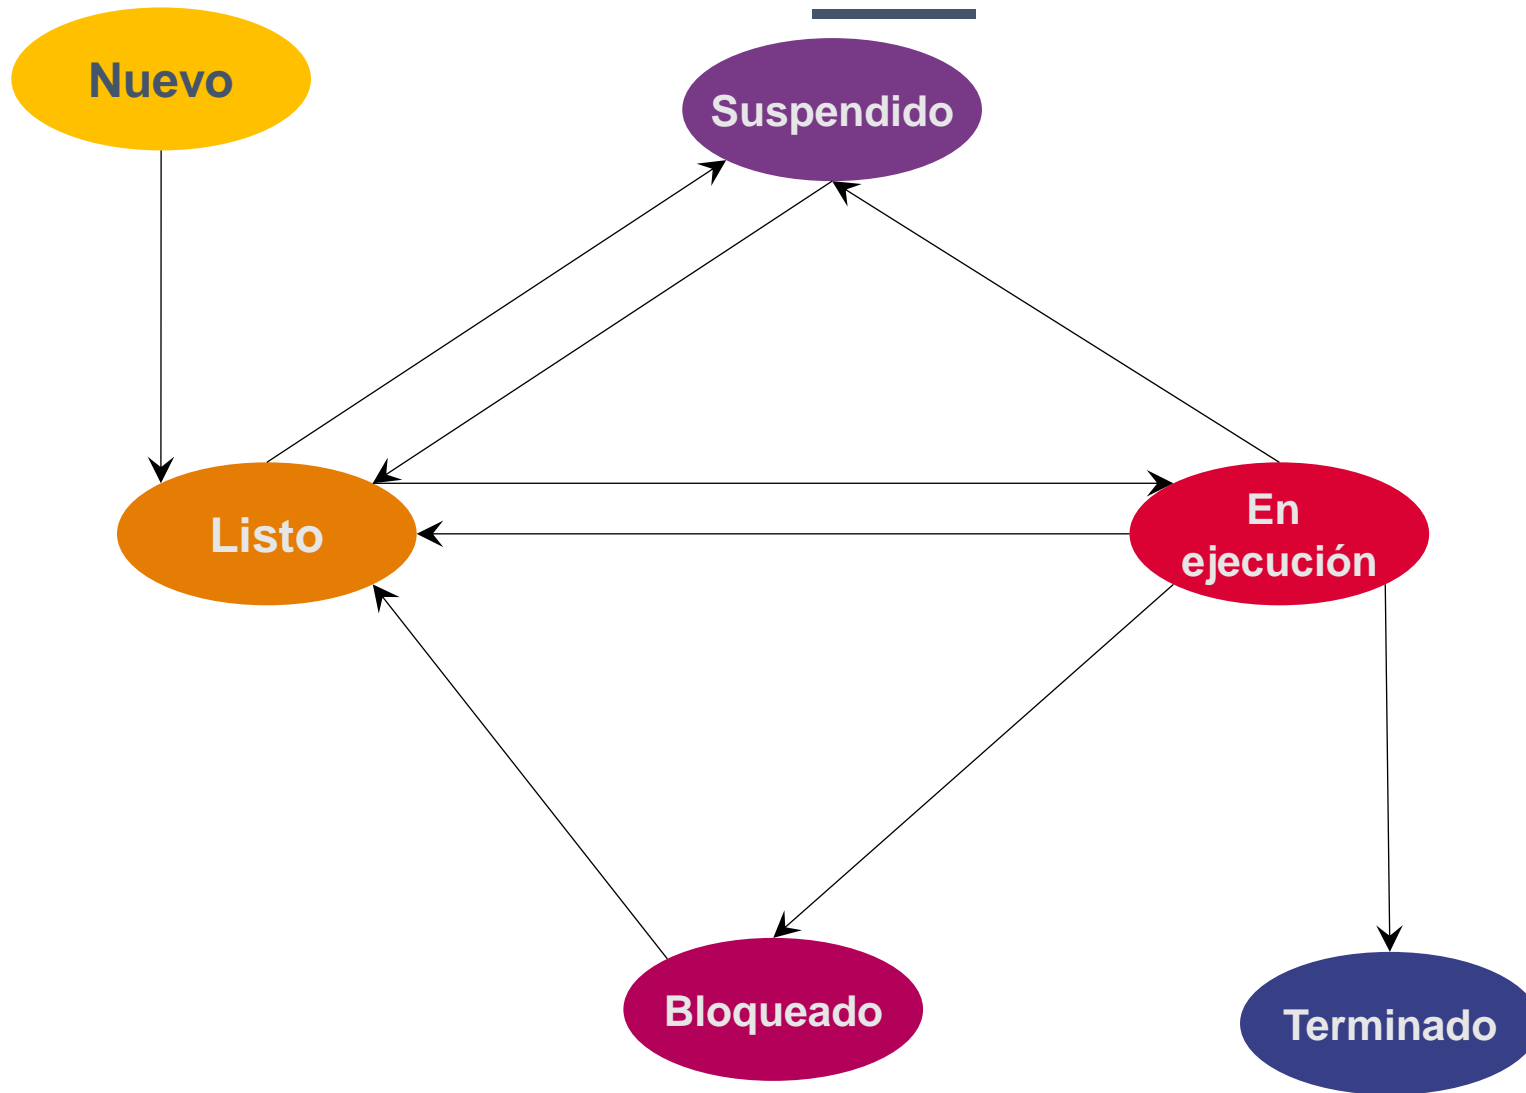 Nuevo
Suspendido
Listo
En
ejecución
Bloqueado
Terminado